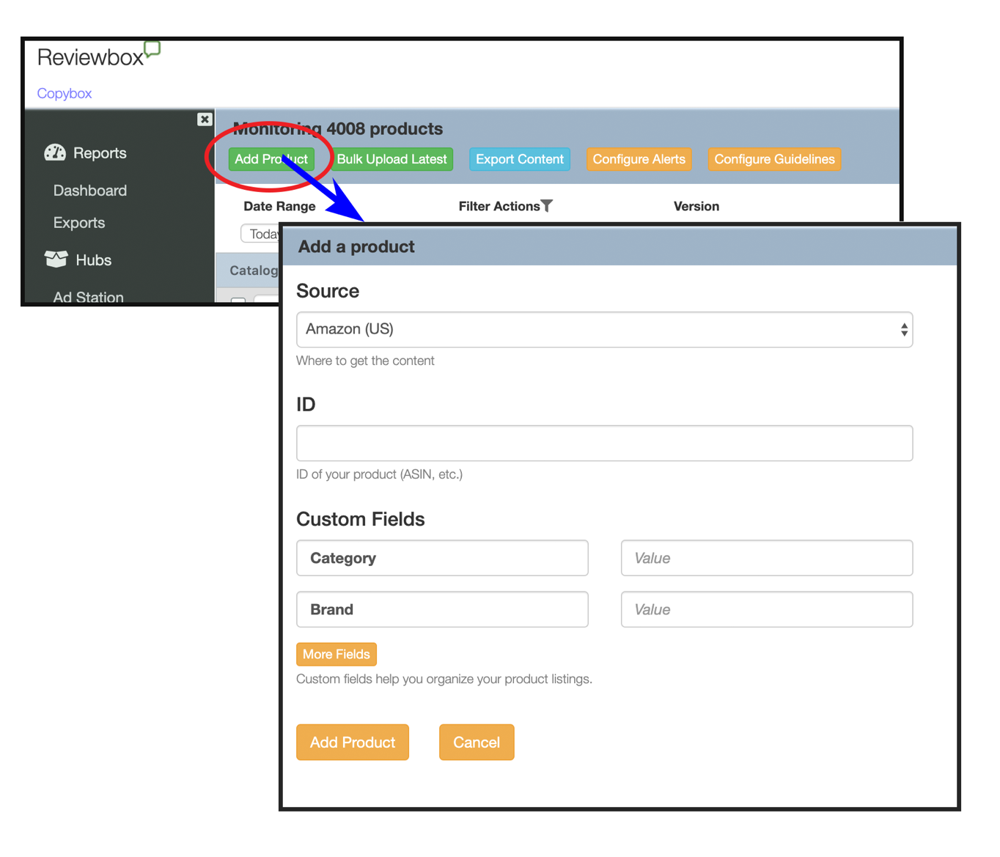 Reviewbox
Copybox
Monitoring 4008 products
Add Product
Bulk Upload Latest
Export Content
Configure Alerts
Configure Guidelines
Reports
Dashboard
Exports
Hubs
Ad Station
Date Range
Filter Actions
Version
Today
Catalog
Add a product
Source
Amazon (US)
Where to get the content
ID
ID of your product (ASIN, etc.)
Custom Fields
Category
Value
Brand
Value
More Fields
Custom fields help you organize your product listings.
Add Product
Cancel